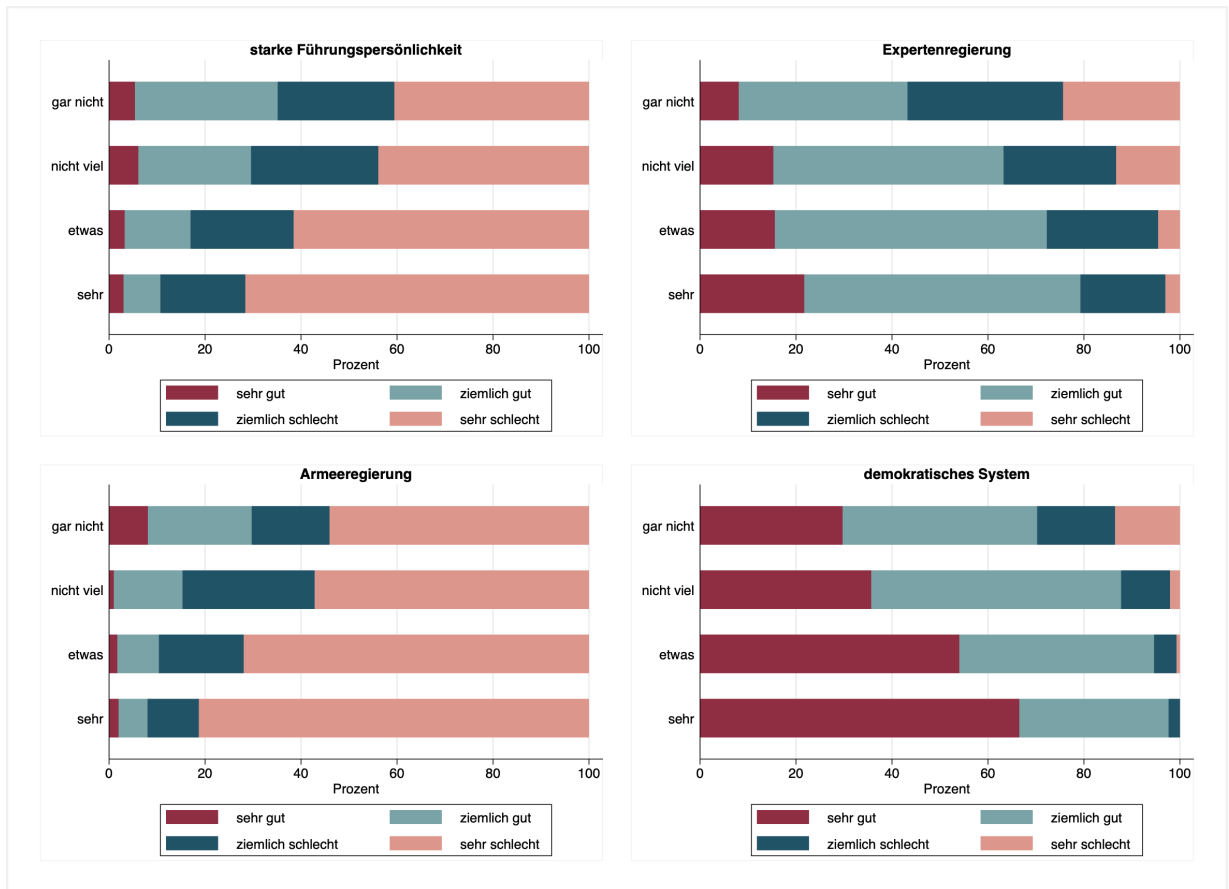 starke Führungspersönlichkeit
gar nicht
nicht viel
etwas
sehr
0 20 40 60 80 100
Prozent
sehr gut ziemlich gut
ziemlich schlecht sehr schlecht
Expertenregierung
gar nicht
nicht viel
etwas
sehr
0 20 40 60 80 100
Prozent
sehr gut ziemlich gut
ziemlich schlecht sehr schlecht
Armeeregierung
gar nicht
nicht viel
etwas
sehr
0 20 40 60 80 100
Prozent
sehr gut ziemlich gut
ziemlich schlecht sehr schlecht
demokratisches System
gar nicht
nicht viel
etwas
sehr
0 20 40 60 80 100
Prozent
sehr gut ziemlich gut
ziemlich schlecht sehr schlecht